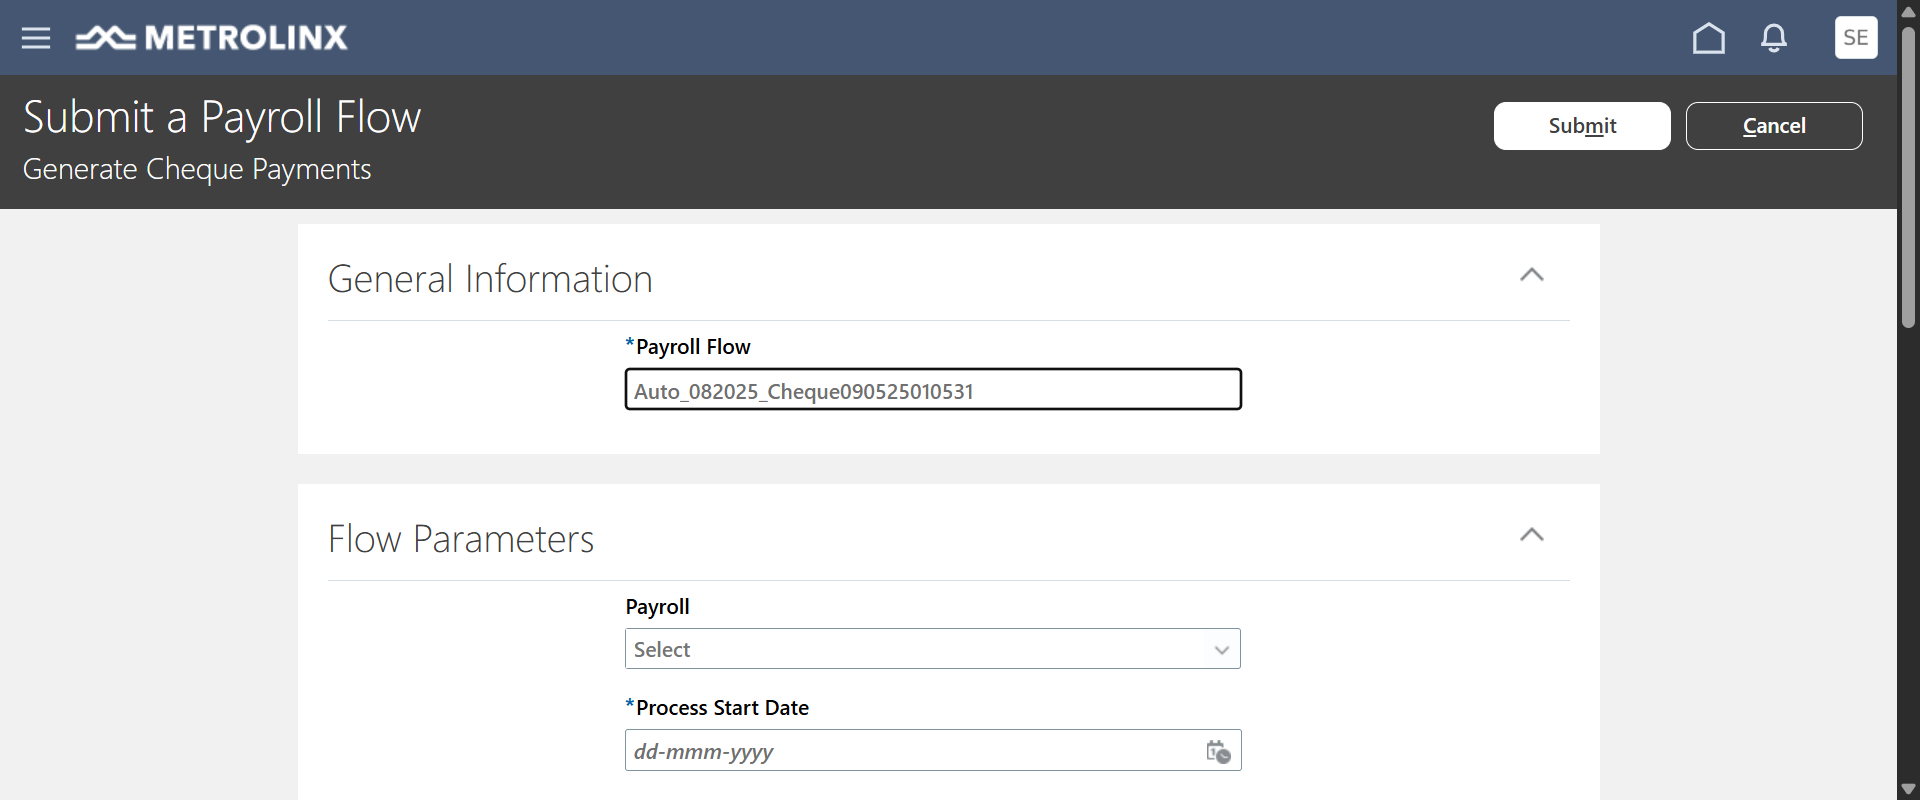 METROLINX
SE
Submit a Payroll Flow
Submit
Cancel
Generate Cheque Payments
General Information
*Payroll Flow
Auto_082025_Cheque090525010531
Flow Parameters
Payroll
Select
*Process Start Date
dd-mmm-yyyy